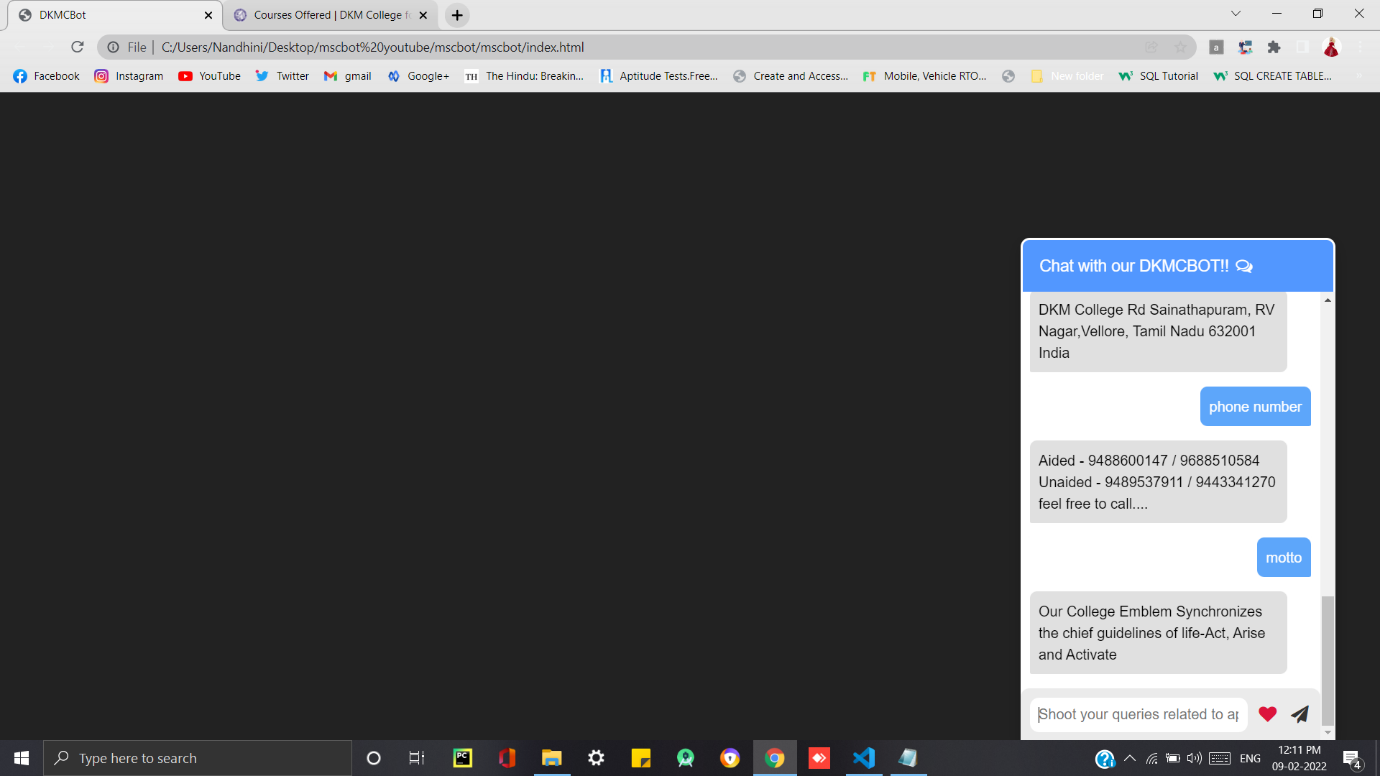 DKMCBot
Courses Offered | DKM College f
File | C:/Users/Nandhini/Desktop/mscbot%20youtube/mscbot/mscbot/index.html
Facebook Instagram YouTube Twitter gmail Google+ TH The Hindu: Breakin... Aptitude Tests.Free... Create and Access... FT Mobile, Vehicle RTO... New folder SQL Tutorial SQL CREATE TABLE...
Chat with our DKMCBOT!!
DKM College Rd Sainathapuram, RV
Nagar,Vellore, Tamil Nadu 632001
India
phone number
Aided - 9488600147 / 9688510584
Unaided - 9489537911 / 9443341270
feel free to call....
motto
Our College Emblem Synchronizes
the chief guidelines of life-Act, Arise
and Activate
Shoot your queries related to ap
Type here to search
PC
ENG
12:11 PM
09-02-2022
4